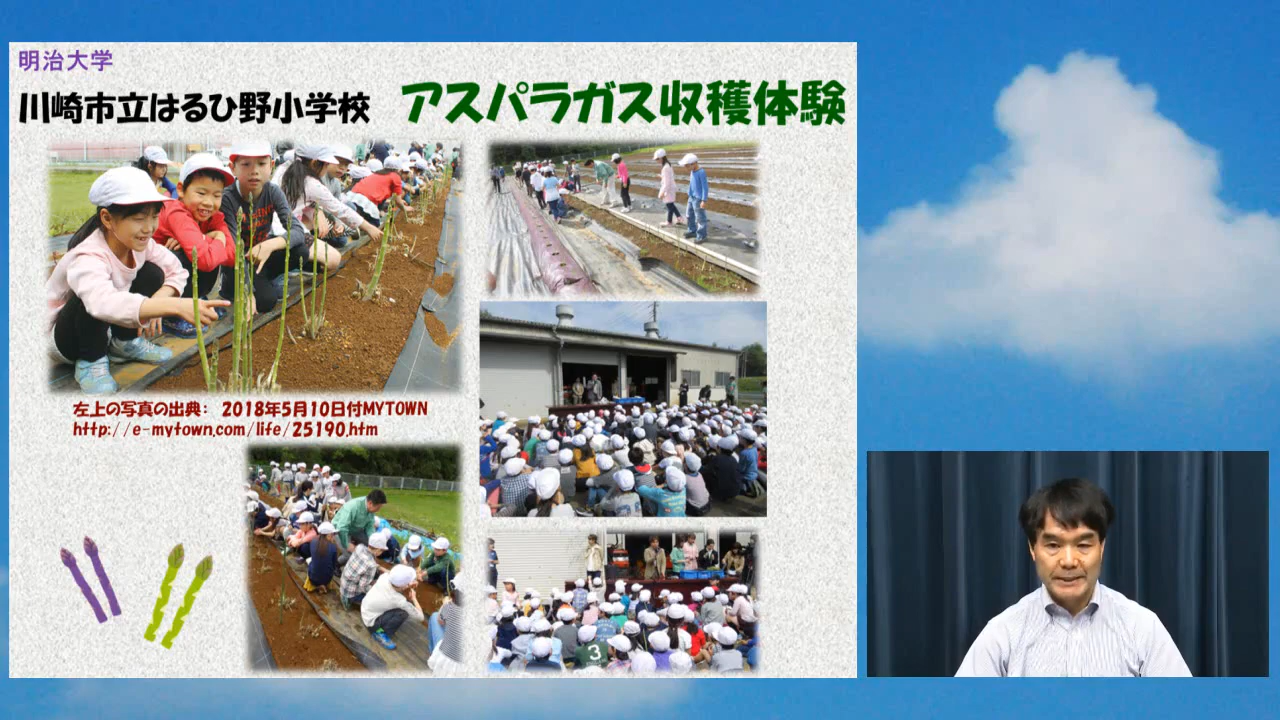 明治大学
川崎市立はるひ野小学校 アスパラガス収穫体験
左上の写真の出典: 2018年5月10日付MYTOWN
http://e-mytown.com/life/25190.htm
3